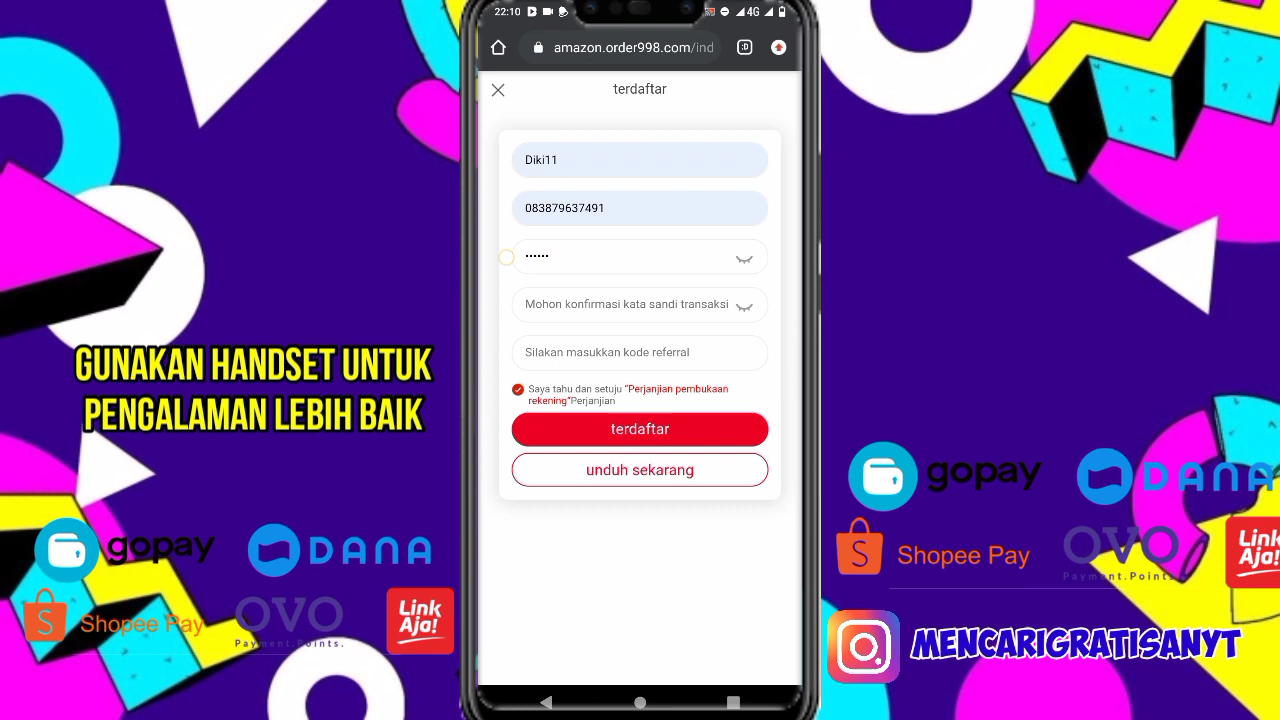 22:10
4G
amazon.order998.com/ind
:D
terdaftar
Diki11
083879637491
••••••
Mohon konfirmasi kata sandi transaksi
Silakan masukkan kode referral
Saya tahu dan setuju “Perjanjian pembukaan
rekening”Perjanjian
terdaftar
unduh sekarang
GUNAKAN HANDSET UNTUK
PENGALAMAN LEBIH BAIK
gopay
DANA
Shopee Pay
OVO
Payment.Points.
Link
Aja!
gopay
DANA
Shopee Pay
OVO
Payment.Points
Link
Aja!
MENCARIGRATISANYT